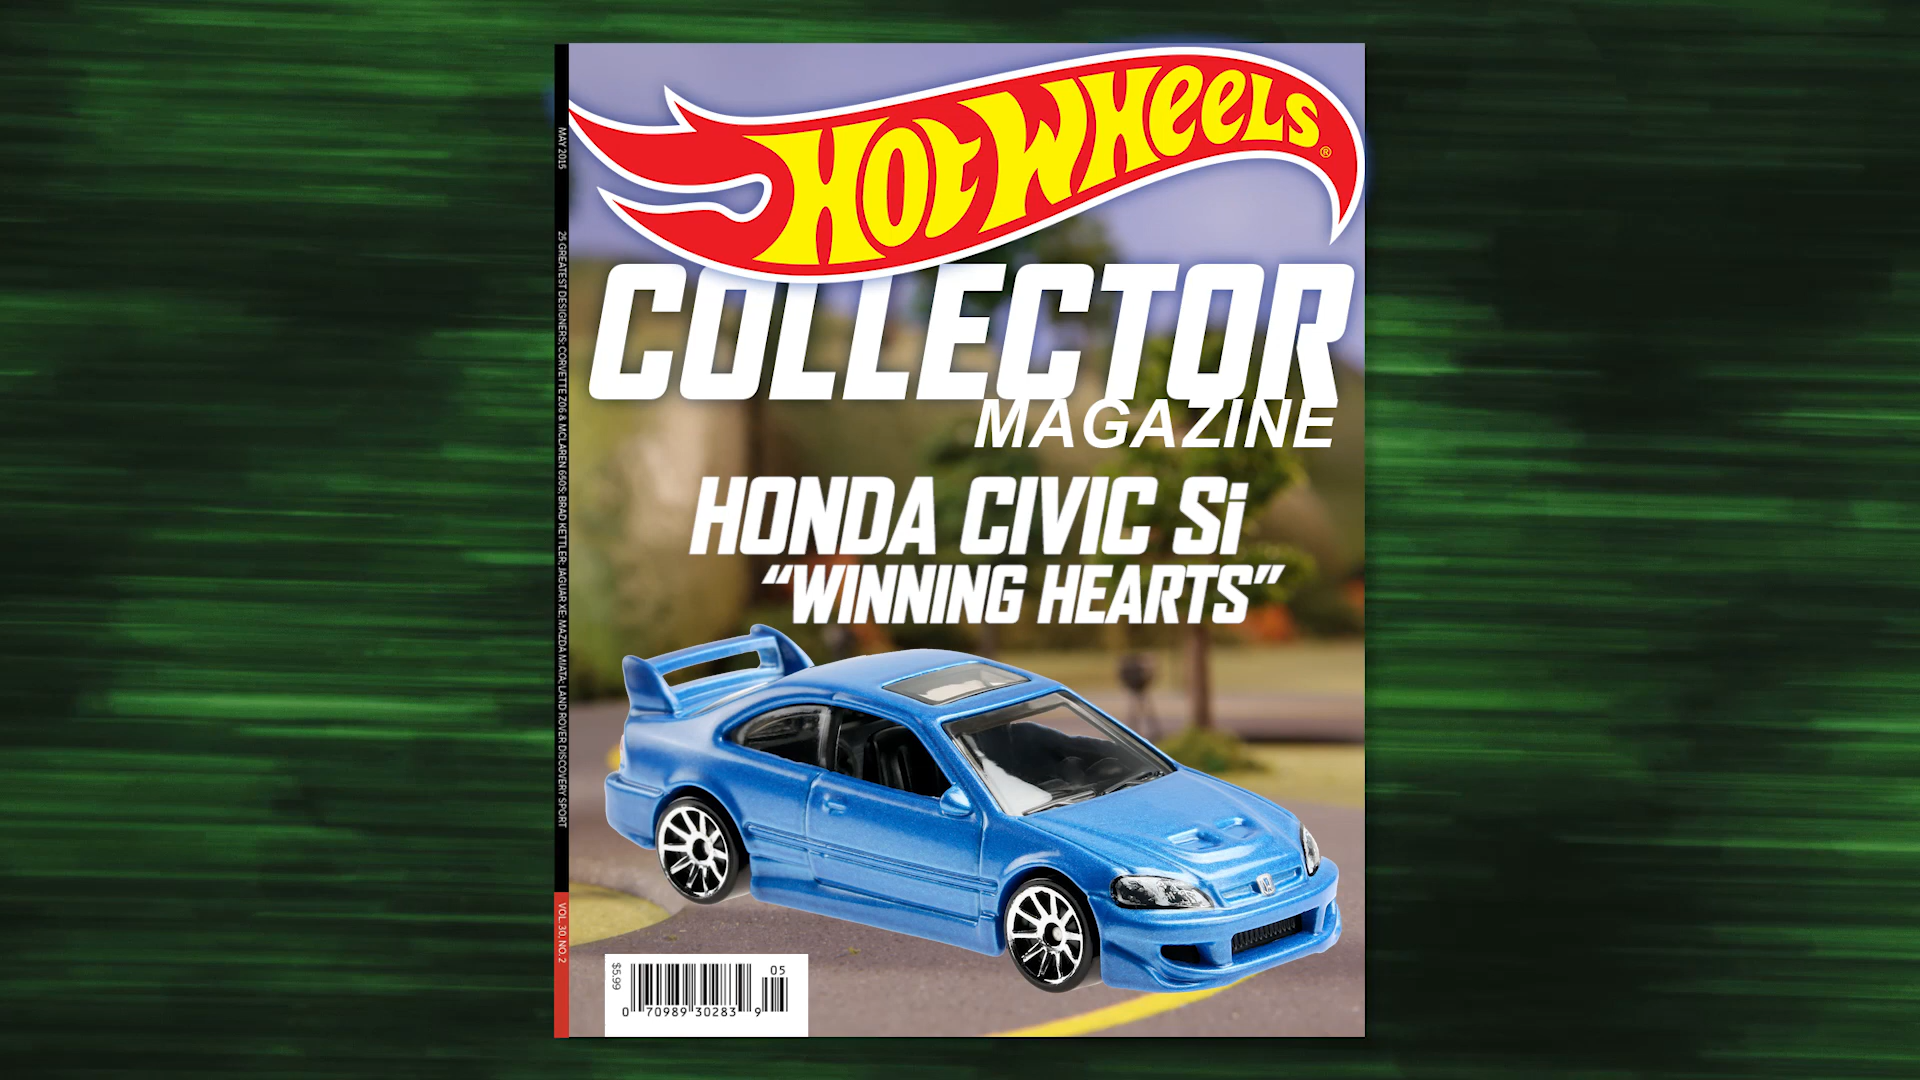 HOT WHEELS®
COLLECTOR
MAGAZINE
HONDA CIVIC Si
“WINNING HEARTS”
MAY 2015
25 GREATEST DESIGNERS; CORVETTE Z06 & MCLAREN 650S; BRAD KETTLER; JAGUAR XE; MAZDA MIATA; LAND ROVER DISCOVERY SPORT
VOL. 30, NO. 2
$5.99
05
0 70989 30283 9